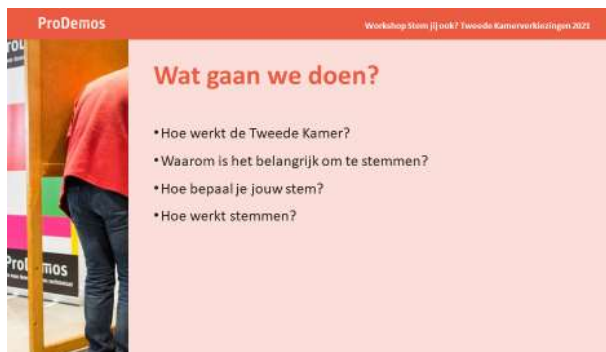 ProDemos
Workshop Stem jij ook? Tweede Kamerverkiezingen 2021
Wat gaan we doen?
•Hoe werkt de Tweede Kamer?
•Waarom is het belangrijk om te stemmen?
•Hoe bepaal je jouw stem?
•Hoe werkt stemmen?
ProDemos